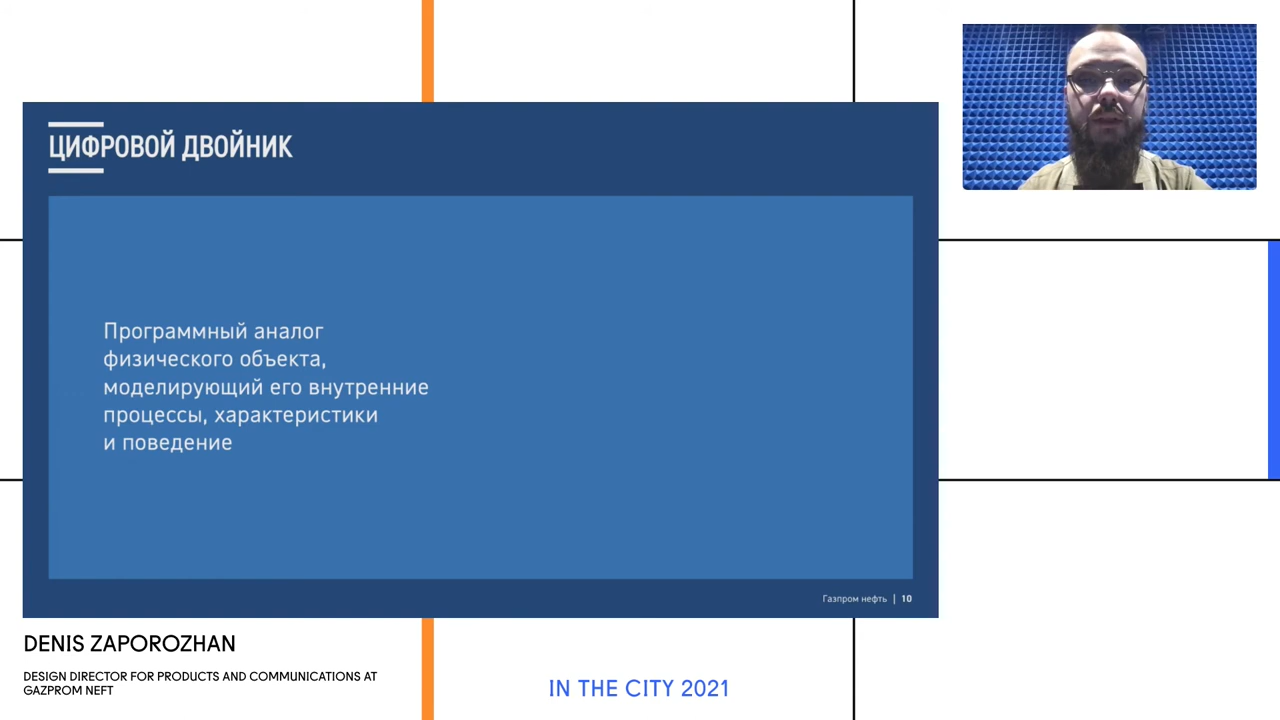 ЦИФРОВОЙ ДВОЙНИК
Программный аналог
физического объекта,
моделирующий его внутренние
процессы, характеристики
и поведение
Газпром нефть | 10
DENIS ZAPOROZHAN
DESIGN DIRECTOR FOR PRODUCTS AND COMMUNICATIONS AT
GAZPROM NEFT
IN THE CITY 2021